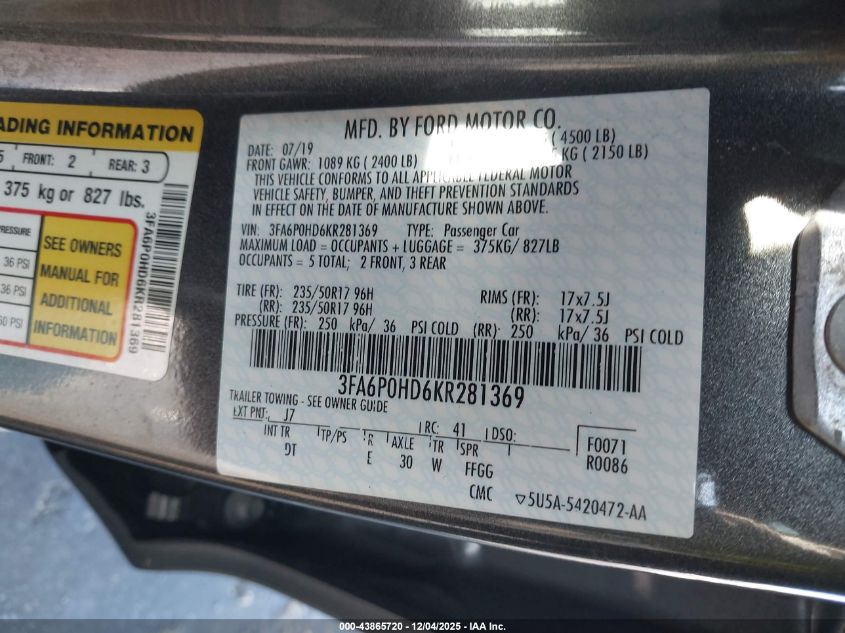 ADING INFORMATION
5 FRONT: 2 REAR: 3
375 kg or 827 lbs.
RESSURE
36 PSI
36 PSI
60 PSI
SEE OWNERS
MANUAL FOR
ADDITIONAL
INFORMATION
3FA6P0HD6KR281369
MFD. BY FORD MOTOR CO.
DATE: 07/19 ( 4500 LB)
FRONT GAWR: 1089 KG ( 2400 LB) KG ( 2150 LB)
THIS VEHICLE CONFORMS TO ALL APPLICABLE FEDERAL MOTOR
VEHICLE SAFETY, BUMPER, AND THEFT PREVENTION STANDARDS
IN EFFECT ON THE DATE OF MANUFACTURE SHOWN ABOVE.
VIN: 3FA6P0HD6KR281369 TYPE: Passenger Car
MAXIMUM LOAD = OCCUPANTS + LUGGAGE = 375KG/ 827LB
OCCUPANTS = 5 TOTAL; 2 FRONT, 3 REAR
TIRE (FR): 235/50R17 96H RIMS (FR): 17x7.5J
(RR): 235/50R17 96H (RR): 17x7.5J
PRESSURE (FR): 250 kPa/ 36 PSI COLD (RR): 250 kPa/ 36 PSI COLD
3FA6P0HD6KR281369
TRAILER TOWING - SEE OWNER GUIDE
EXT PNT: J7 RC: 41 DSO: F0071
INT TR TP/PS R AXLE TR SPR R0086
DT E 30 W FFGG
CMC ▽5U5A-5420472-AA
000-43865720 - 12/04/2025 - IAA Inc.